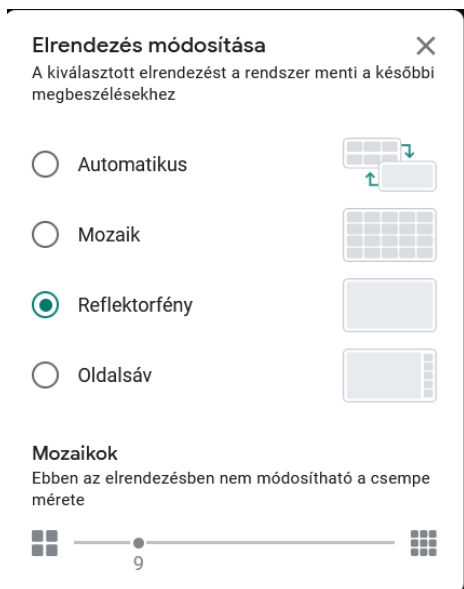 Elrendezés módosítása
A kiválasztott elrendezést a rendszer menti a későbbi
megbeszélésekhez
Automatikus
Mozaik
Reflektorfény
Oldalsáv
Mozaikok
Ebben az elrendezésben nem módosítható a csempe
mérete
9